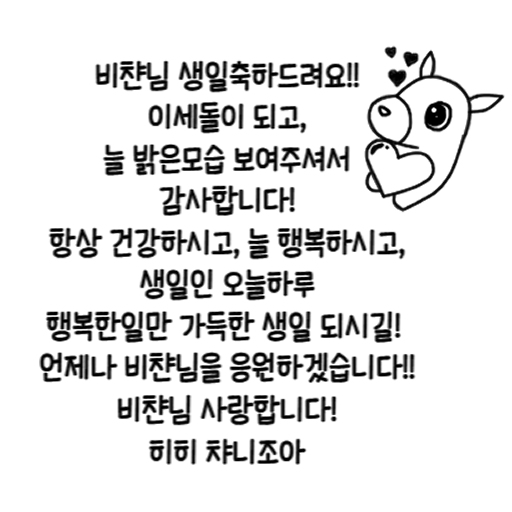 비챤님 생일축하드려요!!
이세돌이 되고,
늘 밝은모습 보여주셔서
감사합니다!
항상 건강하시고, 늘 행복하시고,
생일인 오늘하루
행복한일만 가득한 생일 되시길!
언제나 비챤님을 응원하겠습니다!!
비챤님 사랑합니다!
히히 챠니조아